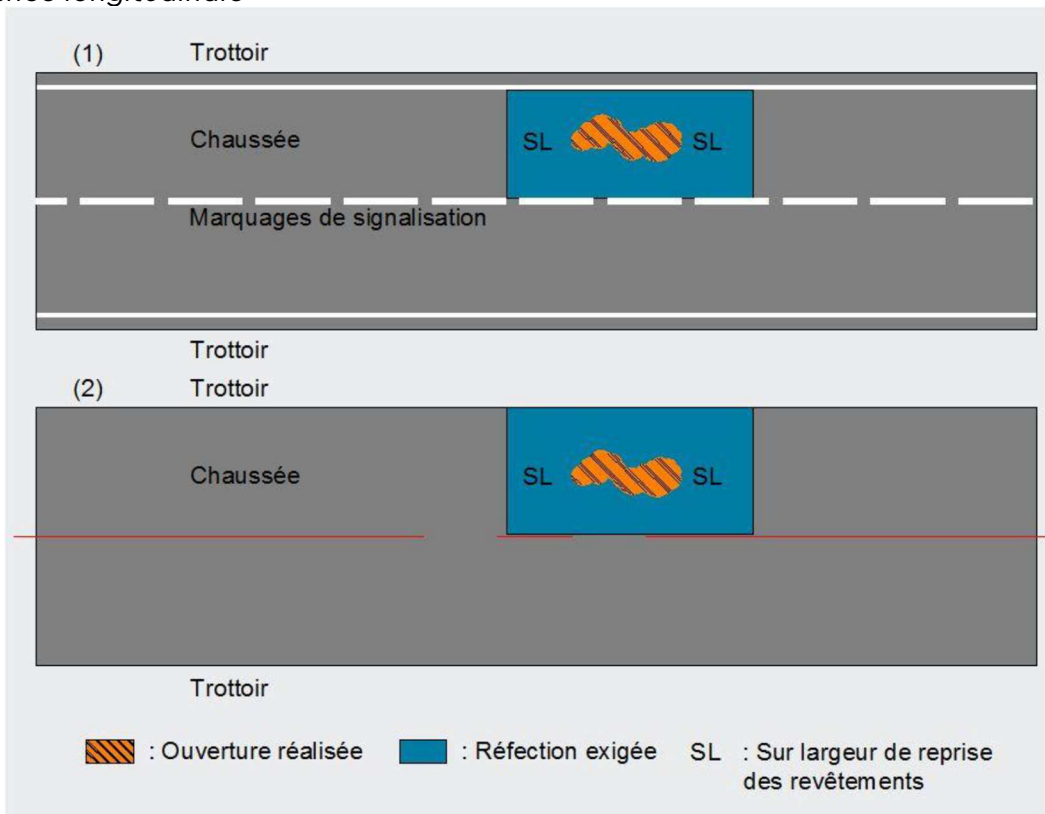 (1) Trottoir
Chaussée
SL SL
Marquages de signalisation
Trottoir
(2) Trottoir
Chaussée
SL SL
Trottoir
: Ouverture réalisée : Réfection exigée SL : Sur largeur de reprise
des revêtements